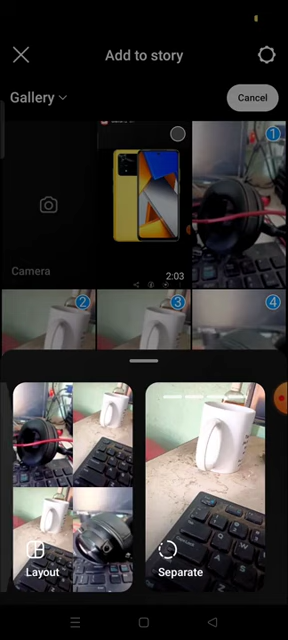 Add to story
Gallery
Cancel
1
Camera
2:03
2
3
4
Layout
Separate